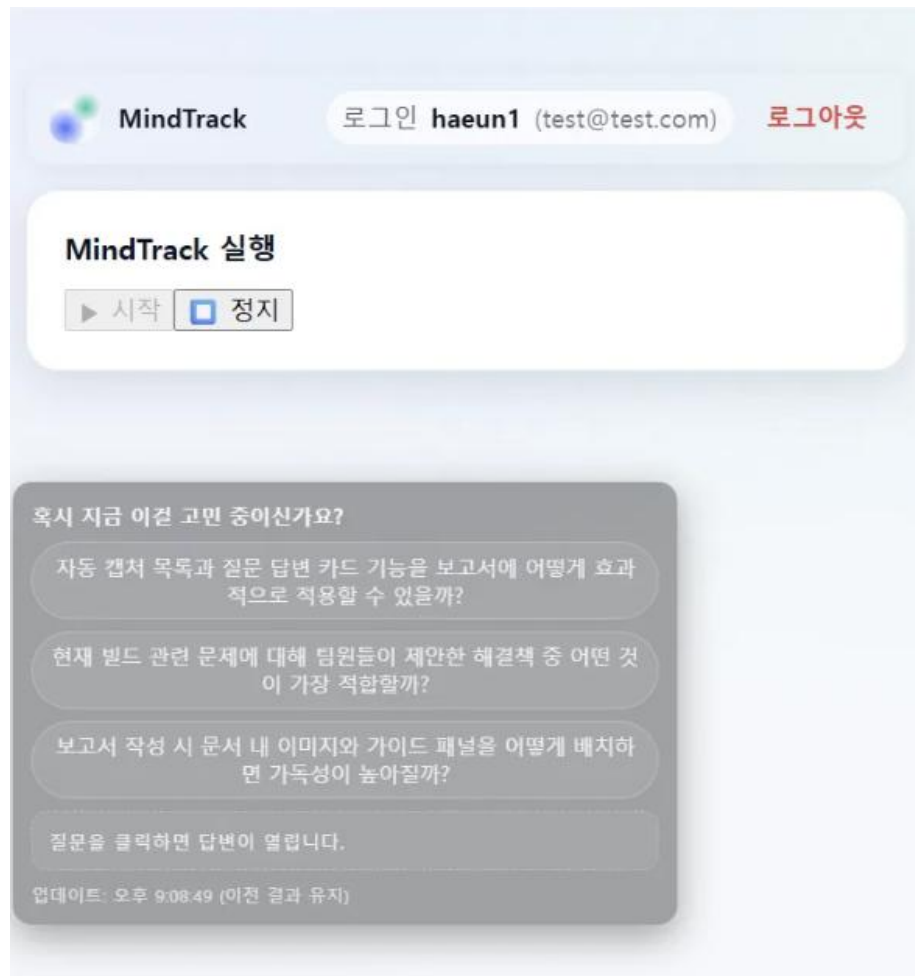 MindTrack 로그인 haeun1 (test@test.com) 로그아웃
MindTrack 실행
▶ 시작 정지
혹시 지금 이걸 고민 중이신가요?
자동 캡처 목록과 질문 답변 카드 기능을 보고서에 어떻게 효과
적으로 적용할 수 있을까?
현재 빌드 관련 문제에 대해 팀원들이 제안한 해결책 중 어떤 것
이 가장 적합할까?
보고서 작성 시 문서 내 이미지와 가이드 패널을 어떻게 배치하
면 가독성이 높아질까?
질문을 클릭하면 답변이 열립니다.
업데이트: 오후 9:08:49 (이전 결과 유지)